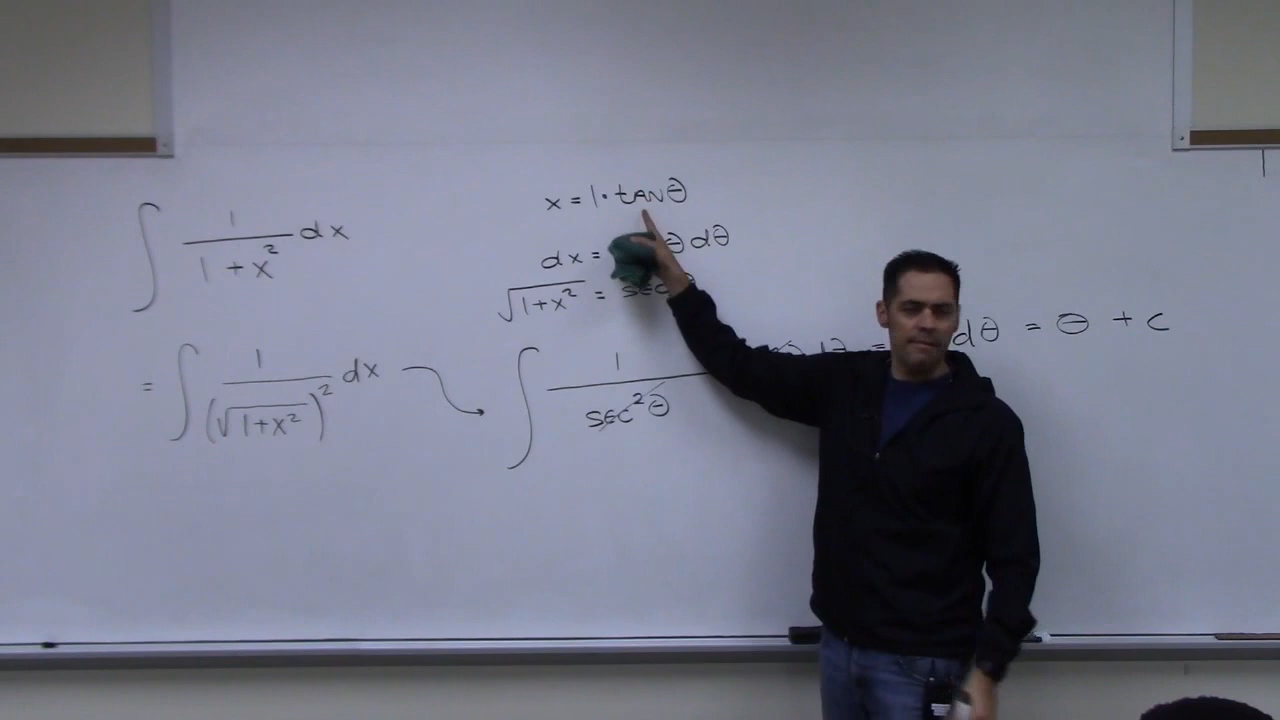 ∫ 1/(1 + x²) dx
= ∫ 1/(√(1+x²))² dx
x = 1 · tanθ
dx = θ dθ
√(1+x²) = sec
∫ 1/sec²θ
dθ = θ + c